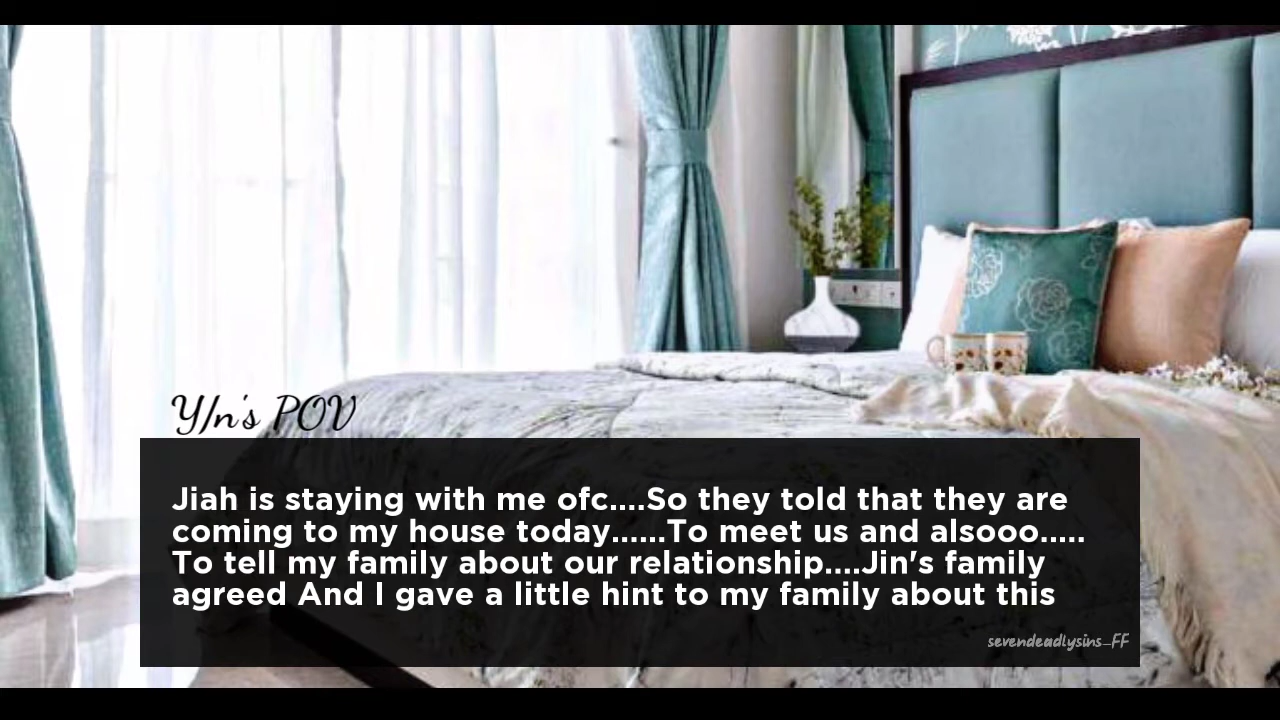 Y/n's POV
Jiah is staying with me ofc....So they told that they are
coming to my house today......To meet us and alsooo.....
To tell my family about our relationship....Jin's family
agreed And I gave a little hint to my family about this
sevendeadlysins_FF